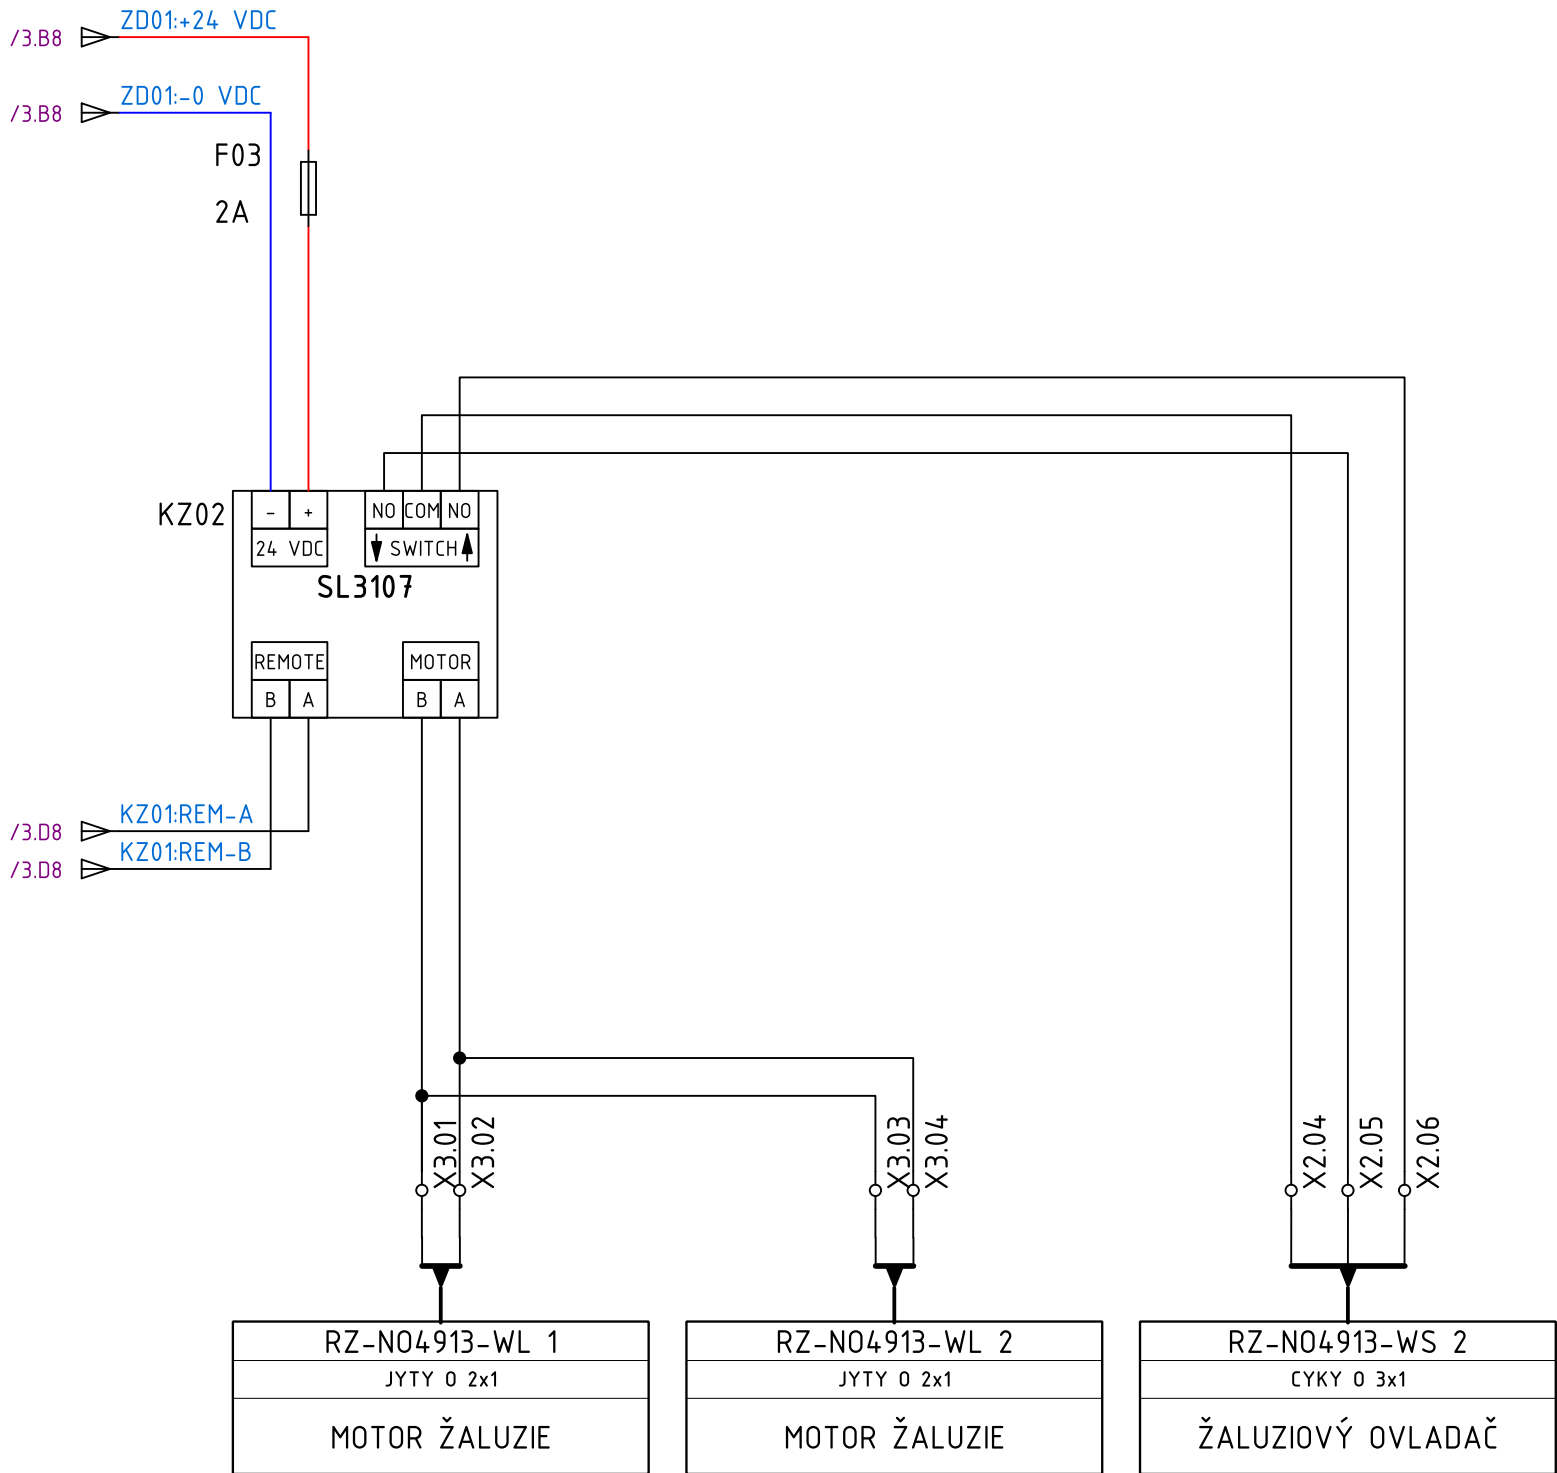 ZD01:+24 VDC
/3.B8
ZD01:-0 VDC
/3.B8
F03
2A
KZ02
- + NO COM NO
24 VDC SWITCH
SL3107
REMOTE MOTOR
B A B A
KZ01:REM-A
/3.D8
KZ01:REM-B
/3.D8
X3.01
X3.02
X3.03
X3.04
X2.04
X2.05
X2.06
RZ-NO4913-WL 1
JYTY O 2x1
MOTOR ŽALUZIE
RZ-NO4913-WL 2
JYTY O 2x1
MOTOR ŽALUZIE
RZ-NO4913-WS 2
CYKY O 3x1
ŽALUZIOVÝ OVLADAČ